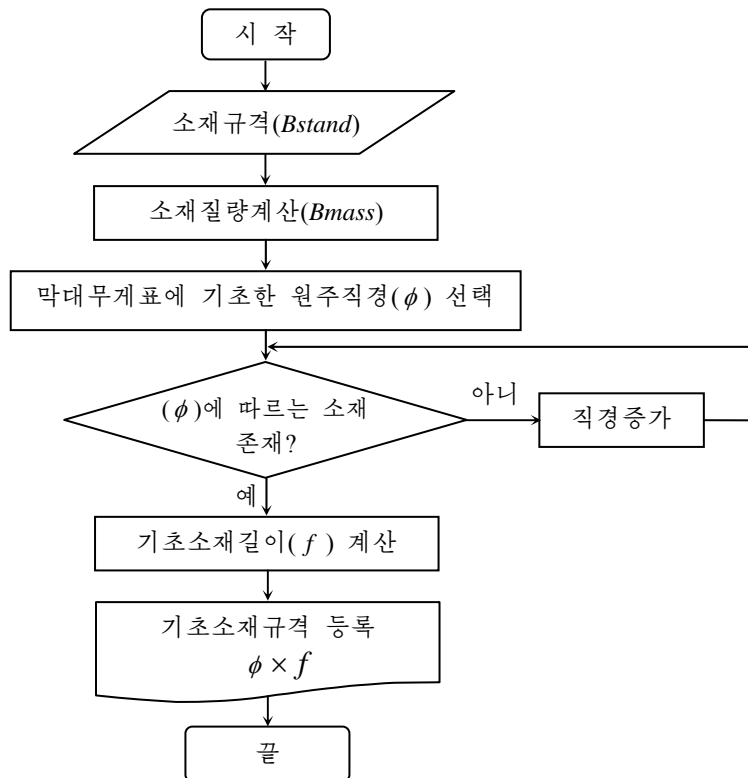 시 작
소재규격(Bstand)
소재질량계산(Bmass)
막대무게표에 기초한 원주직경(ϕ) 선택
(ϕ)에 따르는 소재
존재?
아니
직경증가
예
기초소재길이( f ) 계산
기초소재규격 등록
ϕ × f
끝